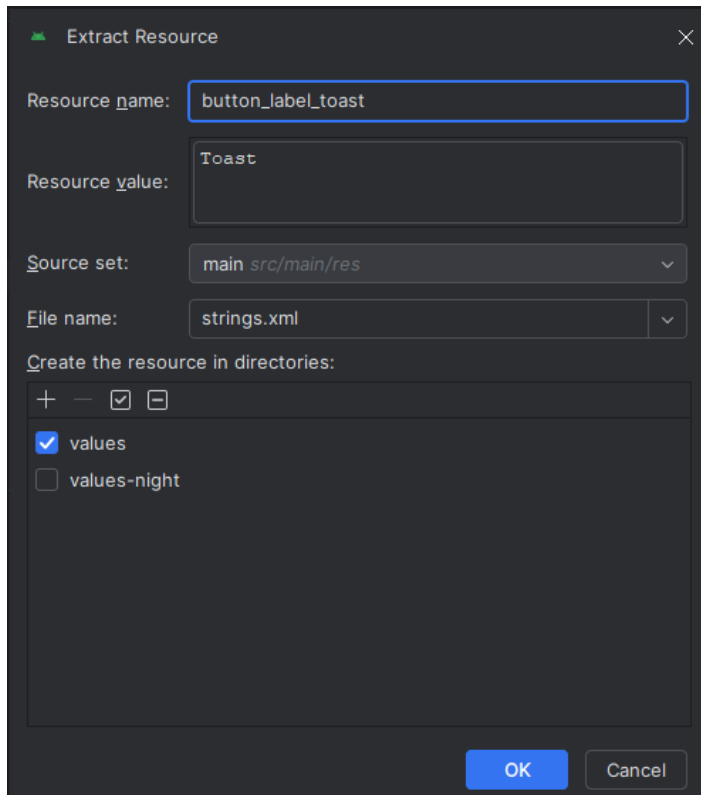 Extract Resource
Resource name: button_label_toast
Resource value: Toast
Source set: main src/main/res
File name: strings.xml
Create the resource in directories:
values
values-night
OK Cancel